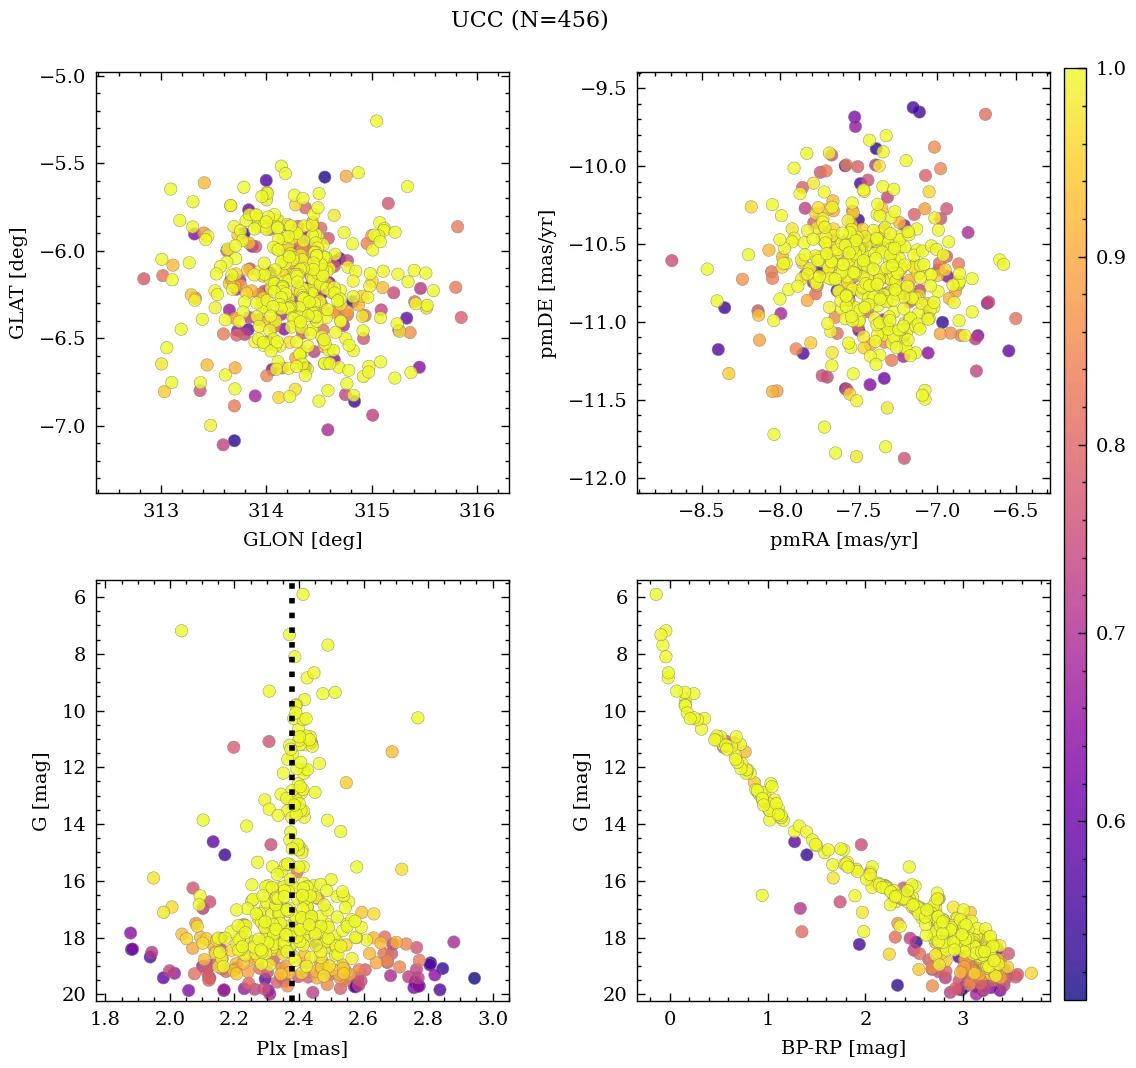 UCC (N=456)
−5.0
−5.5
−6.0
−6.5
−7.0
GLAT [deg]
313 314 315 316
GLON [deg]
−9.5
−10.0
−10.5
−11.0
−11.5
−12.0
pmDE [mas/yr]
−8.5 −8.0 −7.5 −7.0 −6.5
pmRA [mas/yr]
6
8
10
12
14
16
18
20
G [mag]
1.8 2.0 2.2 2.4 2.6 2.8 3.0
Plx [mas]
6
8
10
12
14
16
18
20
G [mag]
0 1 2 3
BP-RP [mag]
1.0
0.9
0.8
0.7
0.6